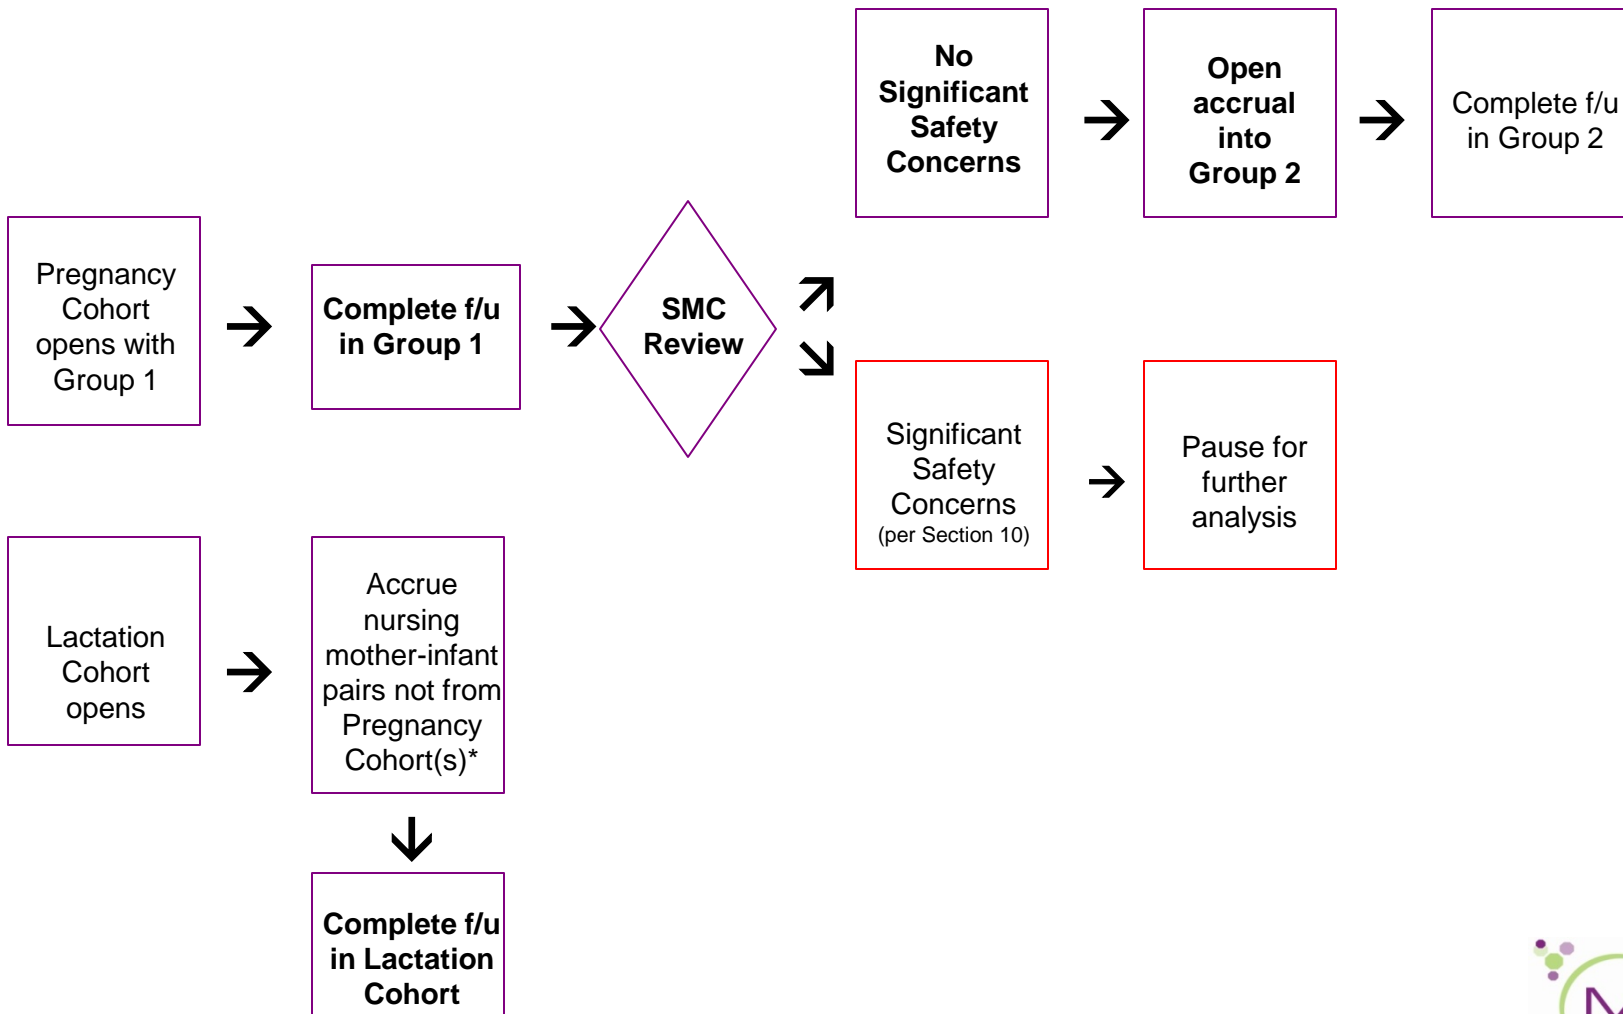 No
Significant
Safety
Concerns
Open
accrual
into
Group 2
Complete f/u
in Group 2
Pregnancy
Cohort
opens with
Group 1
Complete f/u
in Group 1
SMC
Review
Significant
Safety
Concerns
(per Section 10)
Pause for
further
analysis
Lactation
Cohort
opens
Accrue
nursing
mother-infant
pairs not from
Pregnancy
Cohort(s)*
Complete f/u
in Lactation
Cohort